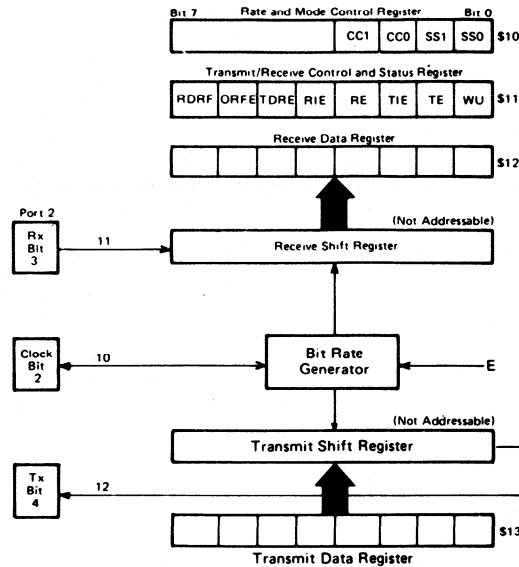 Bit 7 Rate and Mode Control Register Bit 0
CC1 CC0 SS1 SS0 $10
Transmit/Receive Control and Status Register
RDRF ORFE TDRE RIE RE TIE TE WU $11
Receive Data Register
$12
Port 2
(Not Addressable)
Rx
Bit
3
11
Receive Shift Register
Clock
Bit
2
10
Bit Rate
Generator
E
(Not Addressable)
Transmit Shift Register
Tx
Bit
4
12
$13
Transmit Data Register